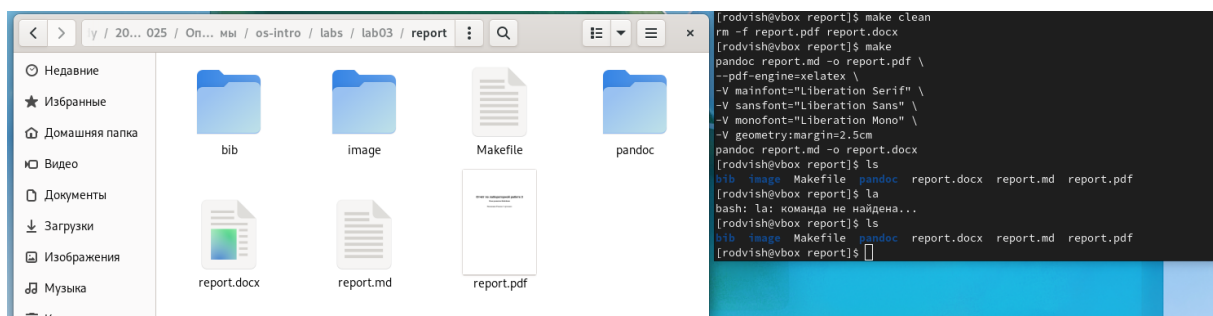 ly / 20… 025 / Оп… мы / os-intro / labs / lab03 / report
Недавние
Избранные
Домашняя папка
Видео
Документы
Загрузки
Изображения
Музыка
bib
image
Makefile
pandoc
report.docx
report.md
report.pdf
[rodvish@vbox report]$ make clean
rm -f report.pdf report.docx
[rodvish@vbox report]$ make
pandoc report.md -o report.pdf \
--pdf-engine=xelatex \
-V mainfont="Liberation Serif" \
-V sansfont="Liberation Sans" \
-V monofont="Liberation Mono" \
-V geometry:margin=2.5cm
pandoc report.md -o report.docx
[rodvish@vbox report]$ ls
bib image Makefile pandoc report.docx report.md report.pdf
[rodvish@vbox report]$ la
bash: la: команда не найдена...
[rodvish@vbox report]$ ls
bib image Makefile pandoc report.docx report.md report.pdf
[rodvish@vbox report]$